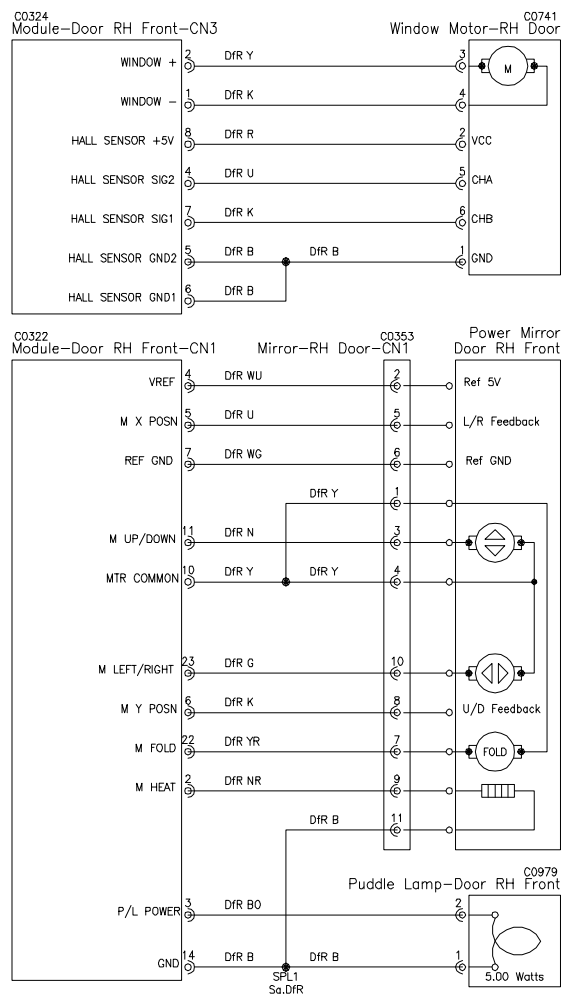 C0324
Module-Door RH Front-CN3
C0741
Window Motor-RH Door
WINDOW + 2 DfR Y 3 M
WINDOW - 1 DfR K 4
HALL SENSOR +5V 8 DfR R 2 VCC
HALL SENSOR SIG2 4 DfR U 5 CHA
HALL SENSOR SIG1 7 DfR K 6 CHB
HALL SENSOR GND2 5 DfR B DfR B 1 GND
HALL SENSOR GND1 6 DfR B
C0322
Module-Door RH Front-CN1
C0353
Mirror-RH Door-CN1
Power Mirror
Door RH Front
VREF 4 DfR WU 2 Ref 5V
M X POSN 5 DfR U 5 L/R Feedback
REF GND 7 DfR WG 6 Ref GND
DfR Y 1
M UP/DOWN 11 DfR N 3
MTR COMMON 10 DfR Y DfR Y 4
M LEFT/RIGHT 23 DfR G 10
M Y POSN 6 DfR K 8 U/D Feedback
M FOLD 22 DfR YR 7 FOLD
M HEAT 2 DfR NR 9
DfR B 11
C0979
Puddle Lamp-Door RH Front
P/L POWER 3 DfR BO 2
GND 14 DfR B DfR B 1
SPL1
Sq.DfR
5.00 Watts